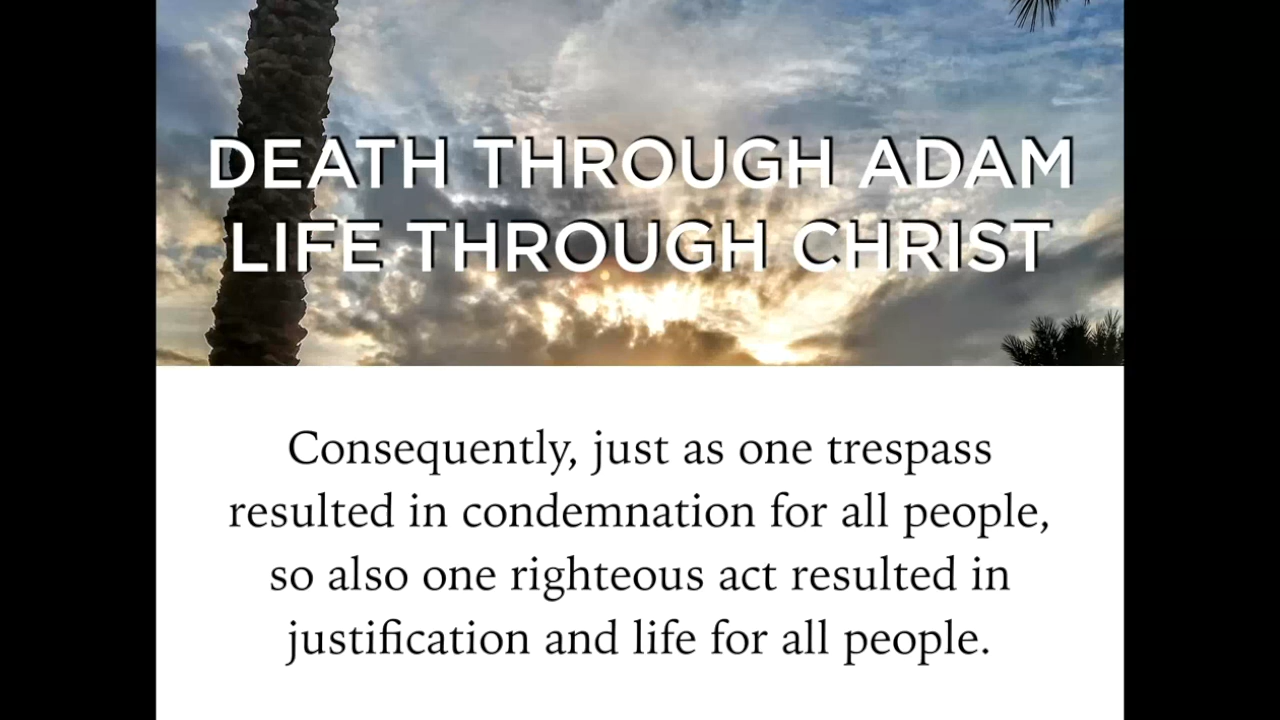 DEATH THROUGH ADAM
LIFE THROUGH CHRIST
Consequently, just as one trespass
resulted in condemnation for all people,
so also one righteous act resulted in
justification and life for all people.